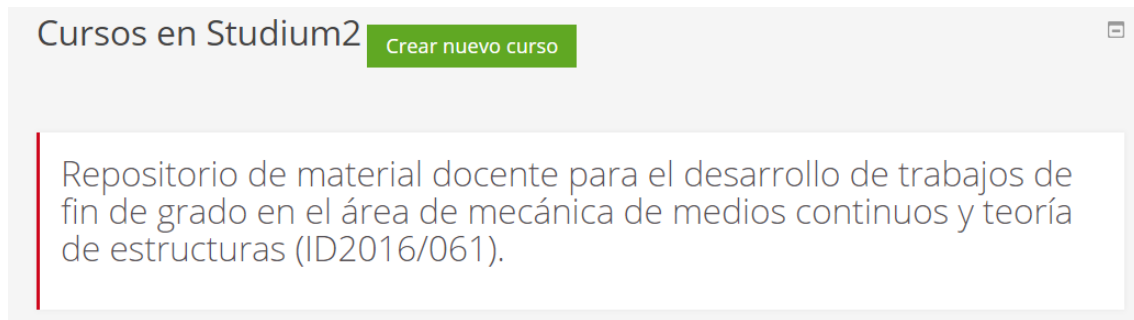 Cursos en Studium2
Crear nuevo curso
Repositorio de material docente para el desarrollo de trabajos de
fin de grado en el área de mecánica de medios continuos y teoría
de estructuras (ID2016/061).